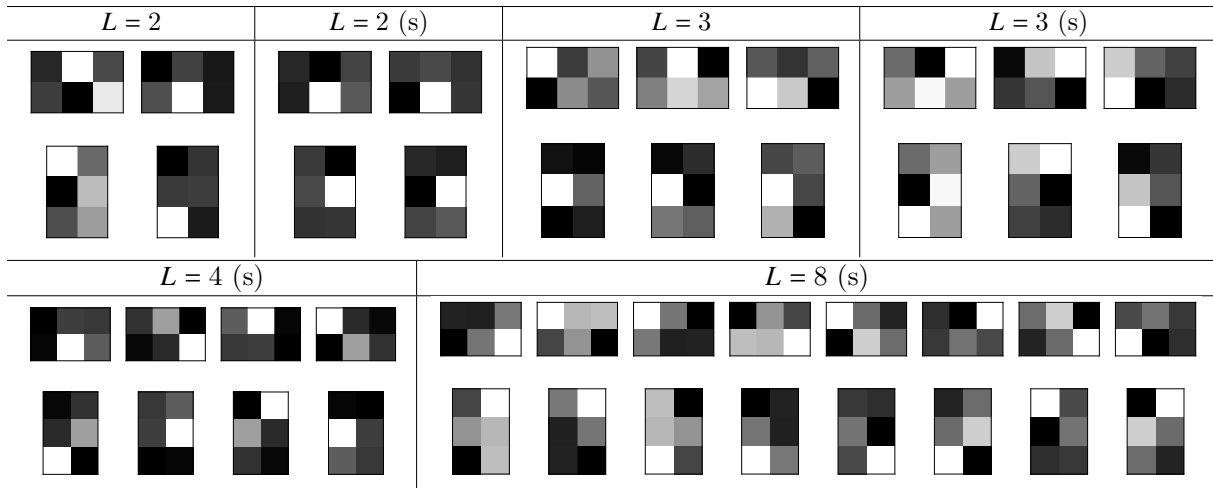 L = 2 L = 2 (s) L = 3 L = 3 (s)
L = 4 (s) L = 8 (s)